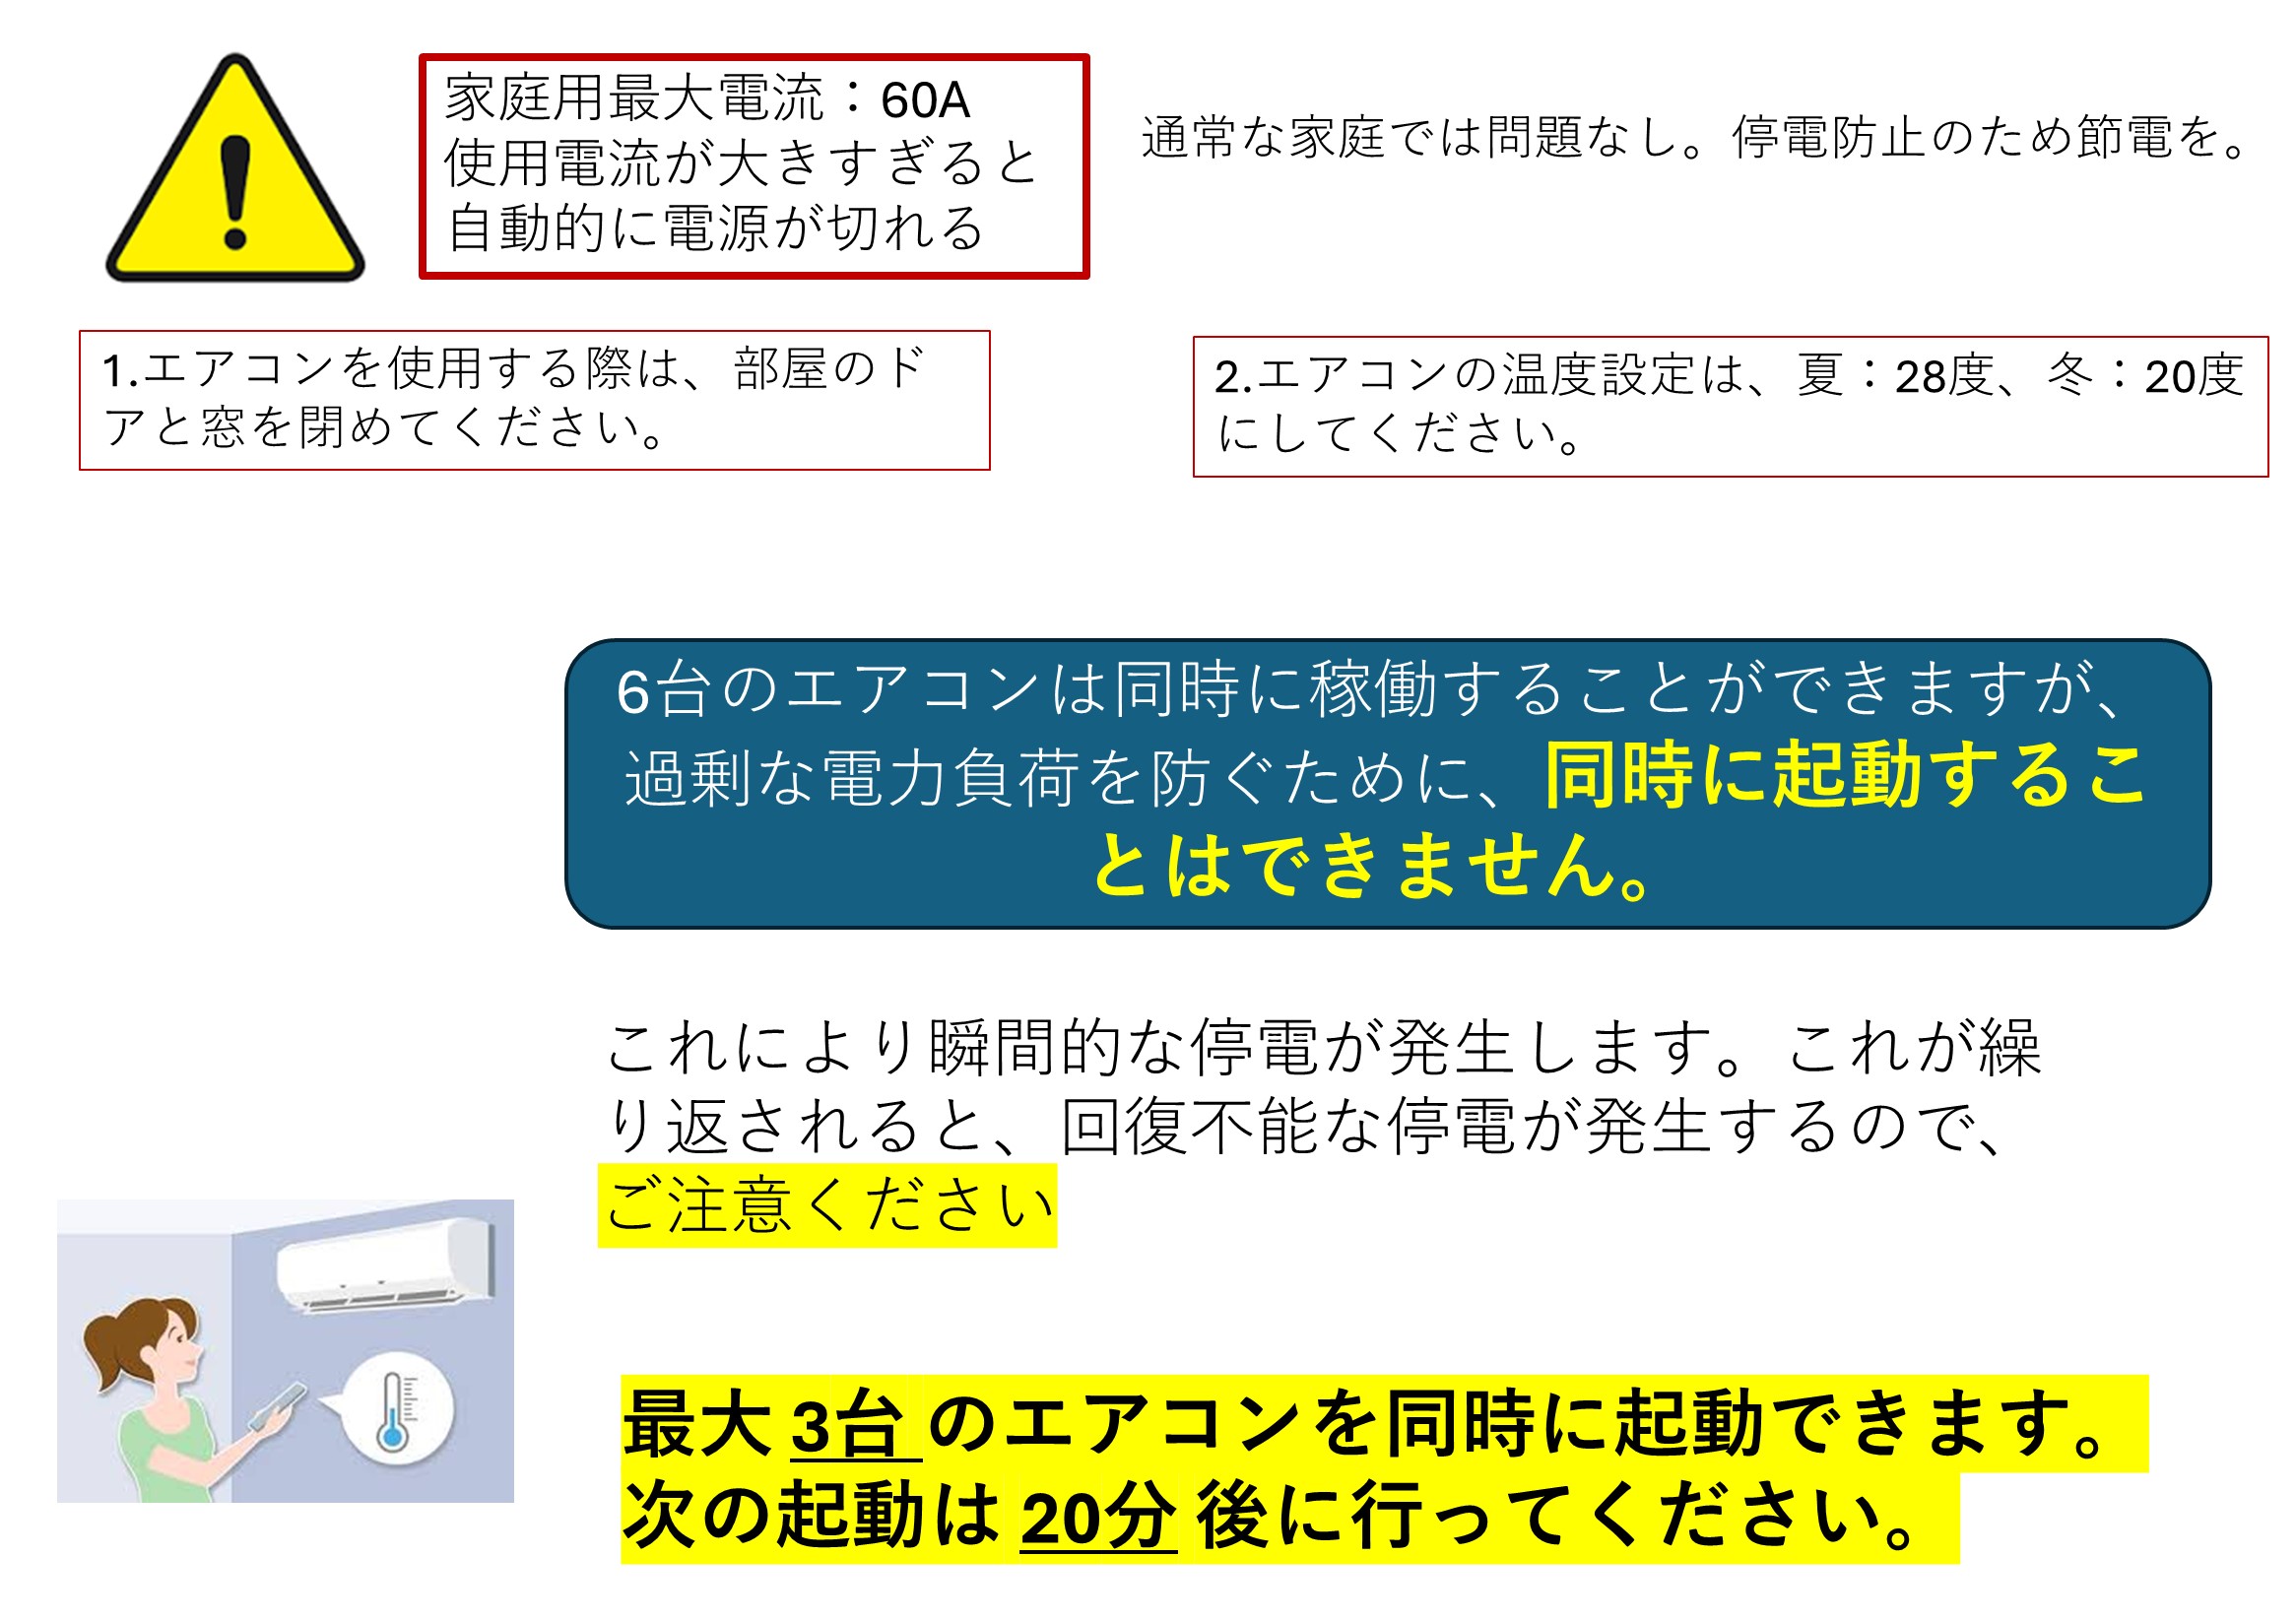 家庭用最大電流：60A
使用電流が大きすぎると
自動的に電源が切れる
通常な家庭では問題なし。停電防止のため節電を。
1.エアコンを使用する際は、部屋のド
アと窓を閉めてください。
2.エアコンの温度設定は、夏：28度、冬：20度
にしてください。
6台のエアコンは同時に稼働することができますが、
過剰な電力負荷を防ぐために、同時に起動するこ
とはできません。
これにより瞬間的な停電が発生します。これが繰
り返されると、回復不能な停電が発生するので、
ご注意ください
最大 3台 のエアコンを同時に起動できます。
次の起動は 20分 後に行ってください。